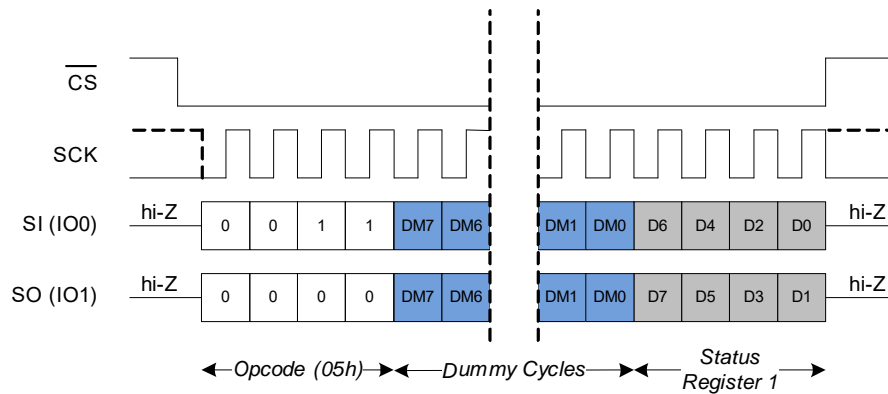 CS
SCK
hi-Z hi-Z
SI (IO0) 0 0 1 1 DM7 DM6 DM1 DM0 D6 D4 D2 D0
hi-Z hi-Z
SO (IO1) 0 0 0 0 DM7 DM6 DM1 DM0 D7 D5 D3 D1
Opcode (05h) Dummy Cycles Status
Register 1